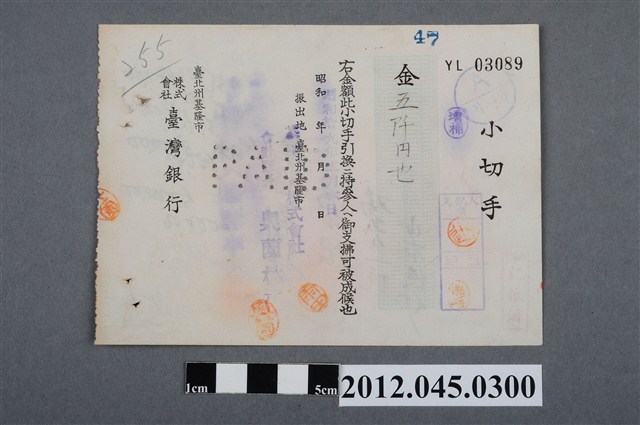 47
YL 03089
小切手
金五阡円也
右金額此小切手引換ニ持參人ヘ御支拂可被成候也
昭和 年 月 日
振出地 臺北州基隆市
臺北州基隆市
株式會社 臺灣銀行
255
1cm 5cm
2012.045.0300